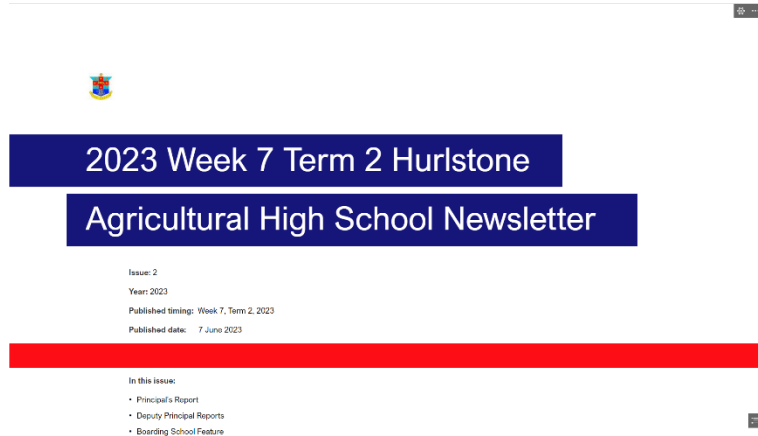 2023 Week 7 Term 2 Hurlstone
Agricultural High School Newsletter
Issue: 2
Year: 2023
Published timing: Week 7, Term 2, 2023
Published date: 7 June 2023
In this issue:
• Principal's Report
• Deputy Principal Reports
• Boarding School Feature